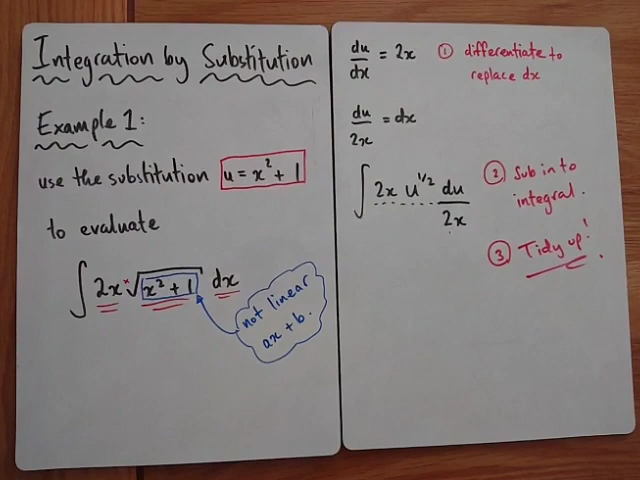 Integration by Substitution
Example 1:
use the substitution u = x² + 1
to evaluate
∫ 2x √x² + 1 dx
not linear
ax + b.
du/dx = 2x
① differentiate to
replace dx
du/2x = dx
∫ 2x u^1/2 du/2x
② Sub in to
integral.
③ Tidy up!